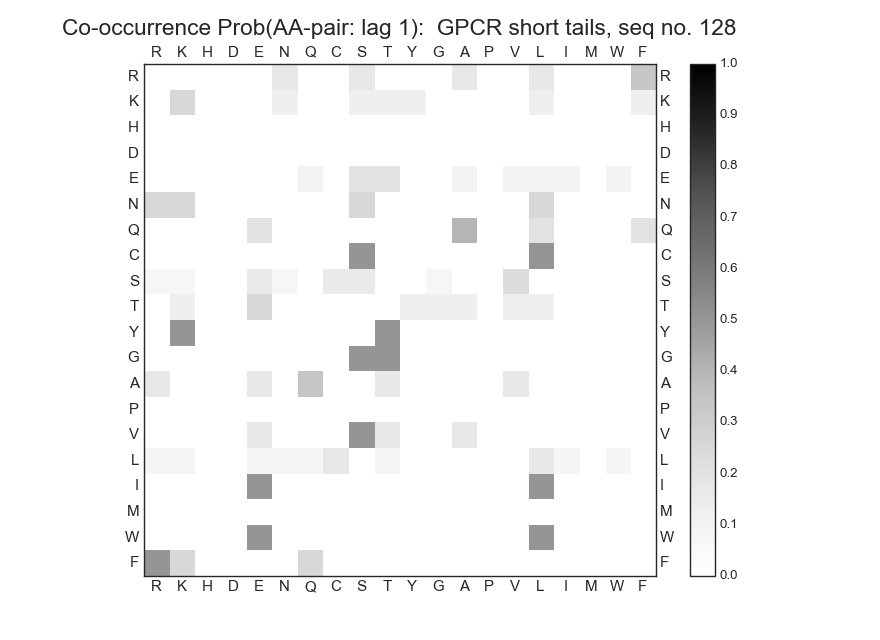 Co-occurrence Prob(AA-pair: lag 1):  GPCR short tails, seq no. 128
R K H D E N Q C S T Y G A P V L I M W F
R R 1.0
K K
0.9
H H
D D 0.8
E E
N N 0.7
Q Q
0.6
C C
S S
T T 0.5
Y Y
G G 0.4
A A
0.3
P P
V V
L L 0.2
I I
M M 0.1
W W
F F
0.0
R K H D E N Q C S T Y G A P V L I M W F